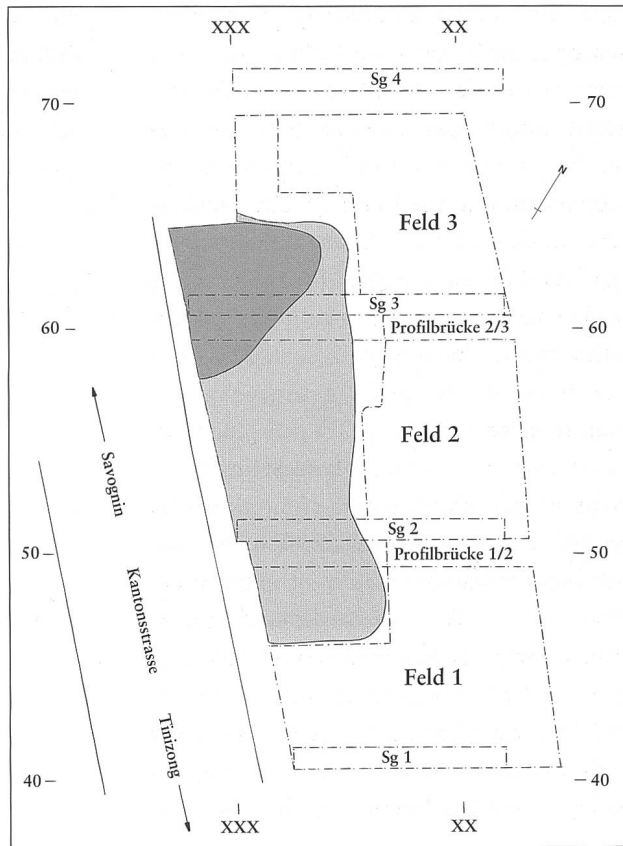 XXX XX
Sg 4
70 70
N
Feld 3
Sg 3
60 Profilbrücke 2/3 60
Feld 2
Savognin Kantonsstrasse Tinizong
Sg 2
50 Profilbrücke 1/2 50
Feld 1
Sg 1
40 40
XXX XX